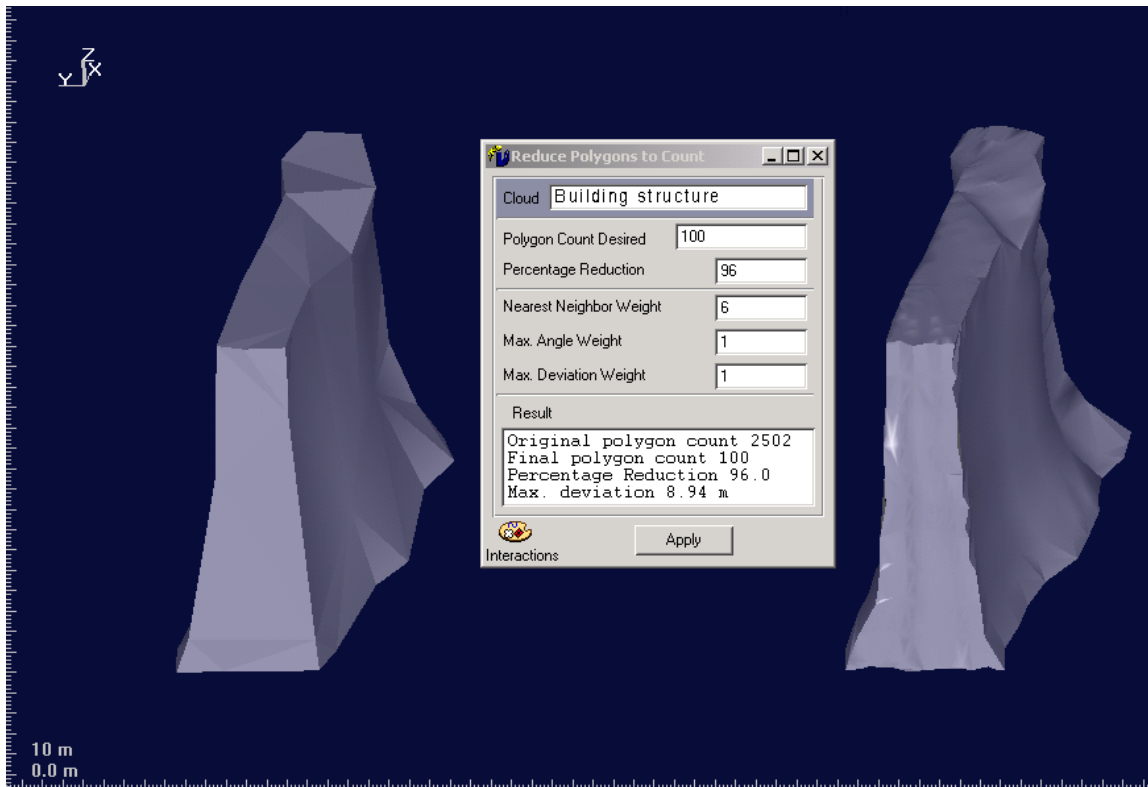 Z
Y X
Reduce Polygons to Count
Cloud Building structure
Polygon Count Desired 100
Percentage Reduction 96
Nearest Neighbor Weight 6
Max. Angle Weight 1
Max. Deviation Weight 1
Result
Original polygon count 2502
Final polygon count 100
Percentage Reduction 96.0
Max. deviation 8.94 m
Apply
Interactions
10 m
0.0 m